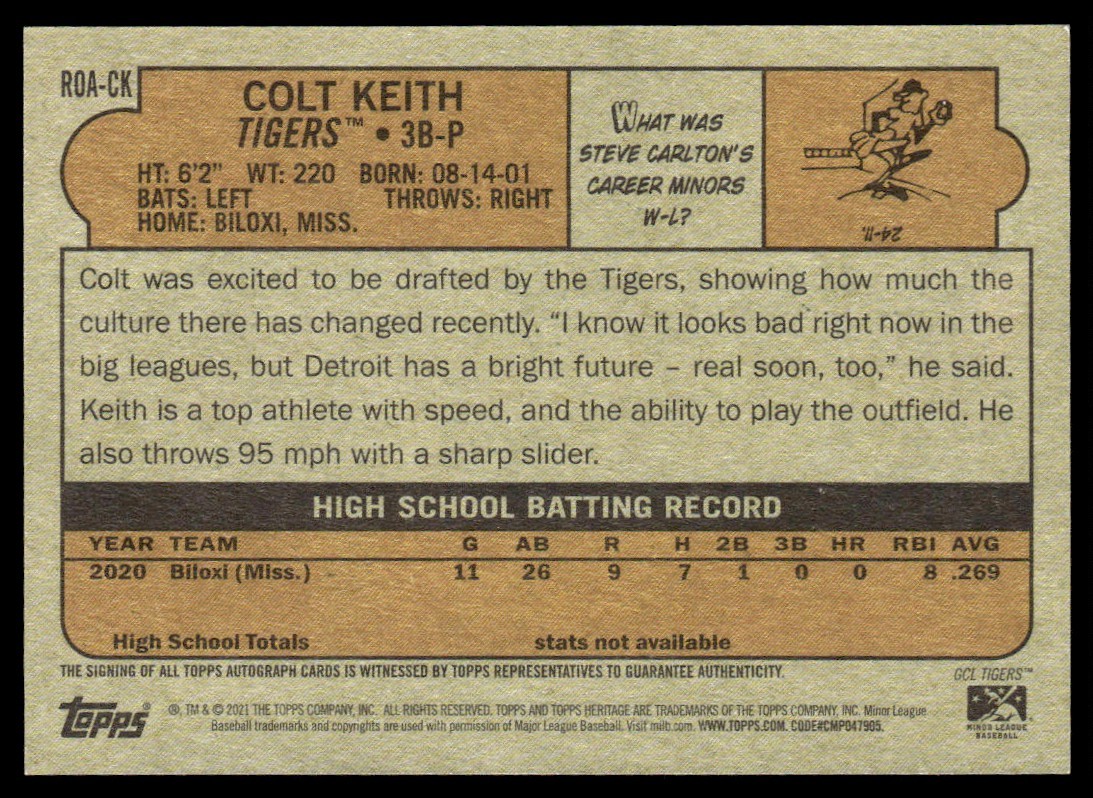 ROA-CK
COLT KEITH
TIGERS™ • 3B-P
HT: 6'2" WT: 220 BORN: 08-14-01
BATS: LEFT THROWS: RIGHT
HOME: BILOXI, MISS.
WHAT WAS
STEVE CARLTON'S
CAREER MINORS
W-L?
24-11.
Colt was excited to be drafted by the Tigers, showing how much the
culture there has changed recently. “I know it looks bad right now in the
big leagues, but Detroit has a bright future – real soon, too,” he said.
Keith is a top athlete with speed, and the ability to play the outfield. He
also throws 95 mph with a sharp slider.
HIGH SCHOOL BATTING RECORD
YEAR TEAM G AB R H 2B 3B HR RBI AVG
2020 Biloxi (Miss.) 11 26 9 7 1 0 0 8 .269
High School Totals stats not available
THE SIGNING OF ALL TOPPS AUTOGRAPH CARDS IS WITNESSED BY TOPPS REPRESENTATIVES TO GUARANTEE AUTHENTICITY.
GCL TIGERS™
topps®
®, TM & © 2021 THE TOPPS COMPANY, INC. ALL RIGHTS RESERVED. TOPPS AND TOPPS HERITAGE ARE TRADEMARKS OF THE TOPPS COMPANY, INC. Minor League
Baseball trademarks and copyrights are used with permission of Major League Baseball. Visit milb.com. WWW.TOPPS.COM. CODE#CMP047905.
MINOR LEAGUE
BASEBALL